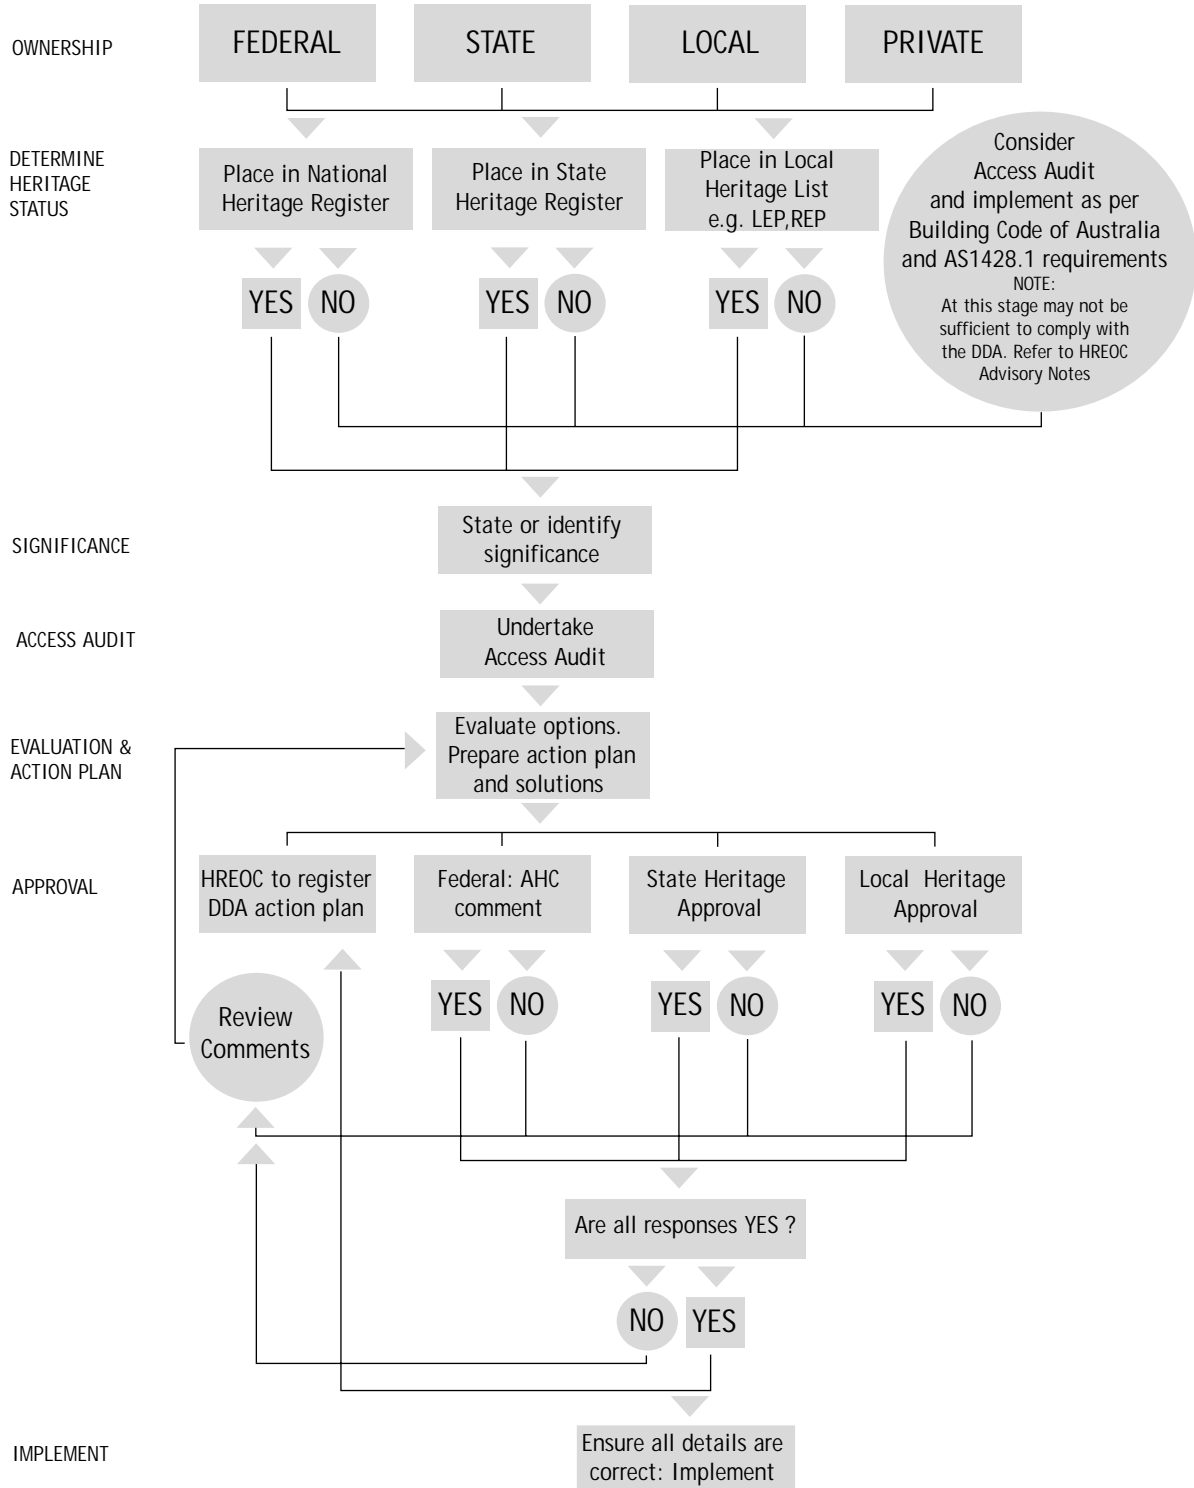 OWNERSHIP
FEDERAL
STATE
LOCAL
PRIVATE
DETERMINE
HERITAGE
STATUS
Place in National
Heritage Register
Place in State
Heritage Register
Place in Local
Heritage List
e.g. LEP,REP
Consider
Access Audit
and implement as per
Building Code of Australia
and AS1428.1 requirements
NOTE:
At this stage may not be
sufficient to comply with
the DDA. Refer to HREOC
Advisory Notes
YES
NO
YES
NO
YES
NO
SIGNIFICANCE
State or identify
significance
ACCESS AUDIT
Undertake
Access Audit
EVALUATION &
ACTION PLAN
Evaluate options.
Prepare action plan
and solutions
APPROVAL
HREOC to register
DDA action plan
Federal: AHC
comment
State Heritage
Approval
Local Heritage
Approval
YES
NO
YES
NO
YES
NO
Review
Comments
Are all responses YES ?
NO
YES
IMPLEMENT
Ensure all details are
correct: Implement